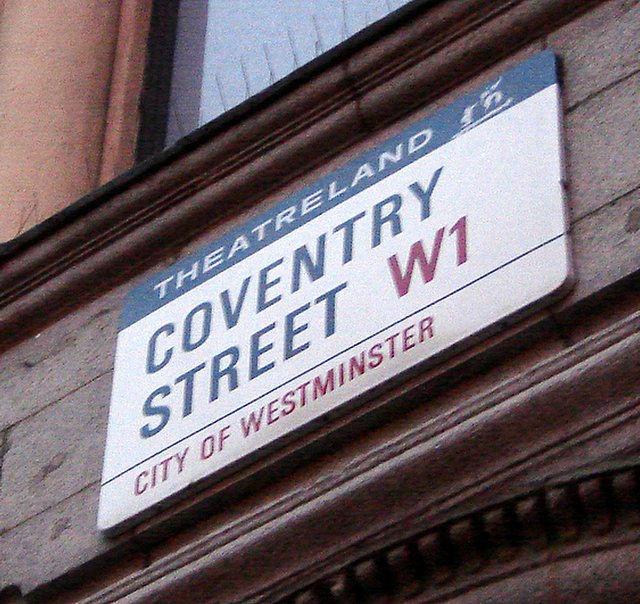 THEATRELAND
COVENTRY
STREET W1
CITY OF WESTMINSTER